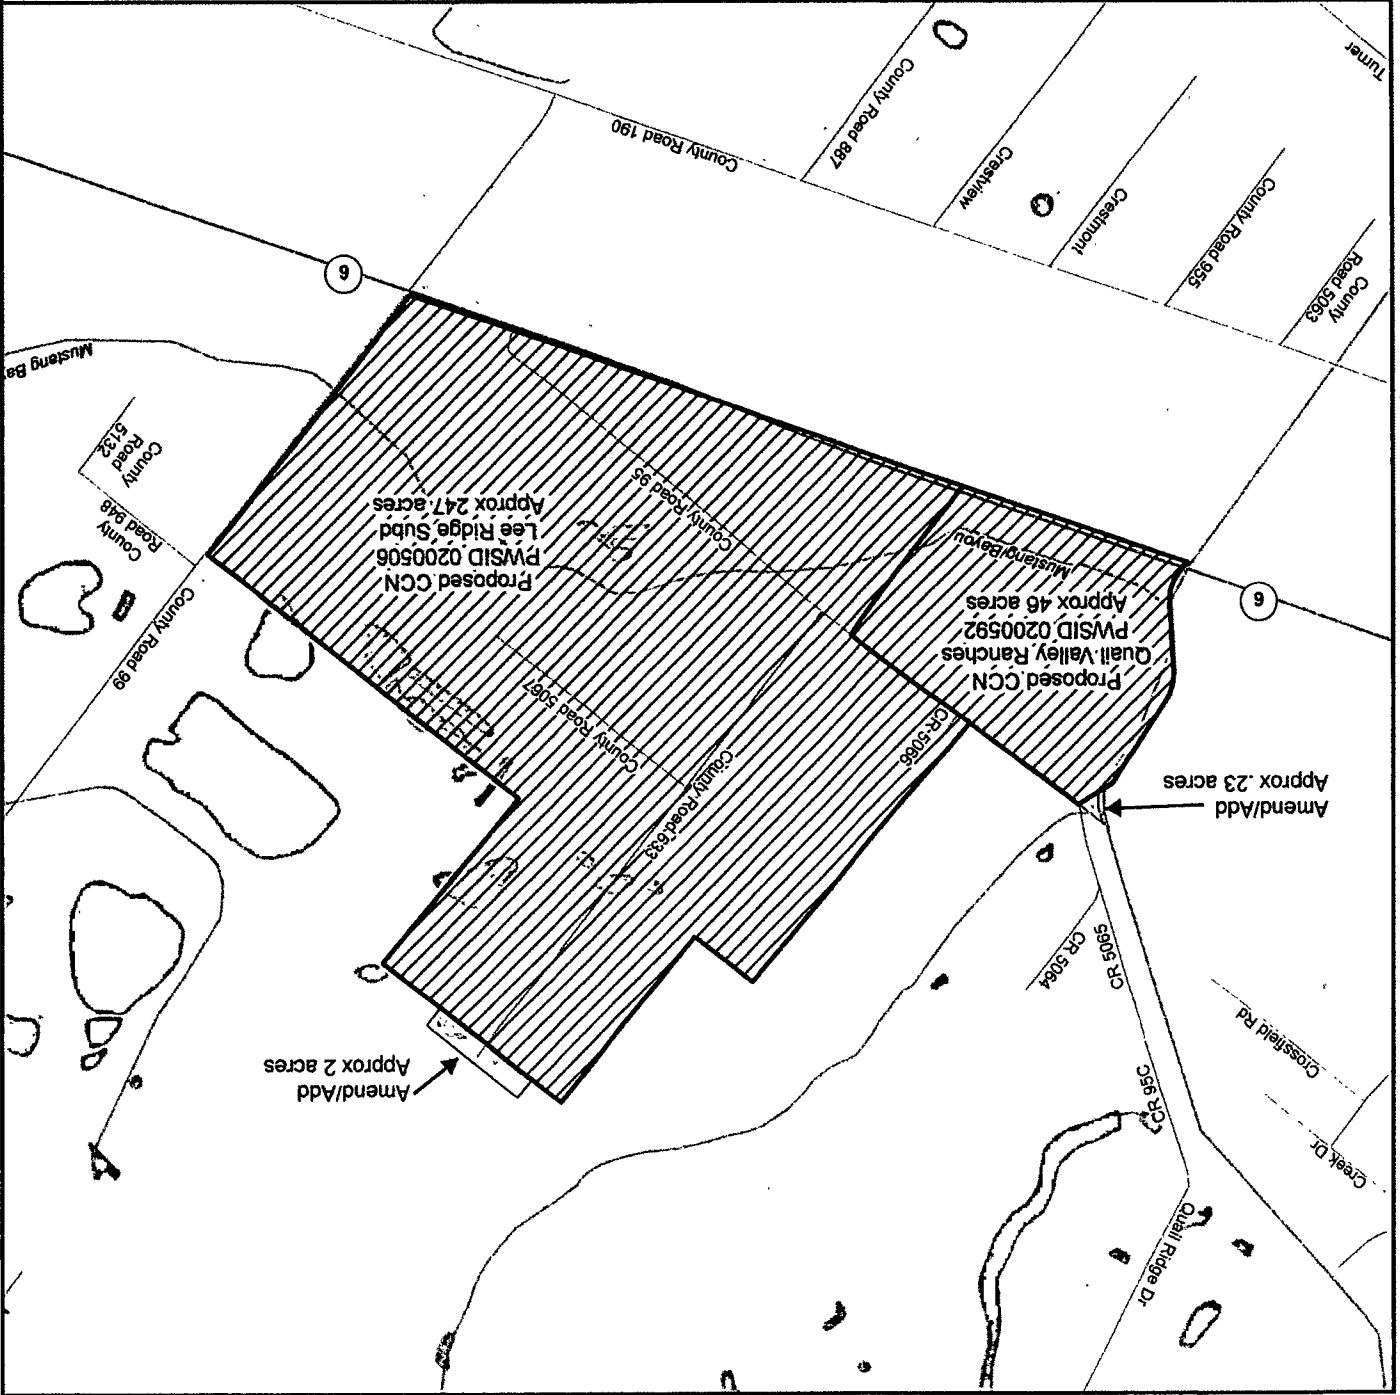 Quail Ridge Dr
Creek Dr
Crossfield Rd
CR 95C
CR 5065
CR 5064
Amend/Add
Approx 2 acres
Amend/Add
Approx .23 acres
CR 5066
County Road 633
County Road 5067
County Road 99
Proposed CCN
Quail Valley Ranches
PWSID 0200592
Approx 46 acres
Proposed CCN
PWSID 0200506
Lee Ridge Subd
Approx 247 acres
Mustang Bayou
County Road 95
6
County
Road 948
County
Road
5132
Mustang Ba
6
County
Road 5063
County Road 955
Crestmont
Crestview
County Road 887
County Road 190
Turner